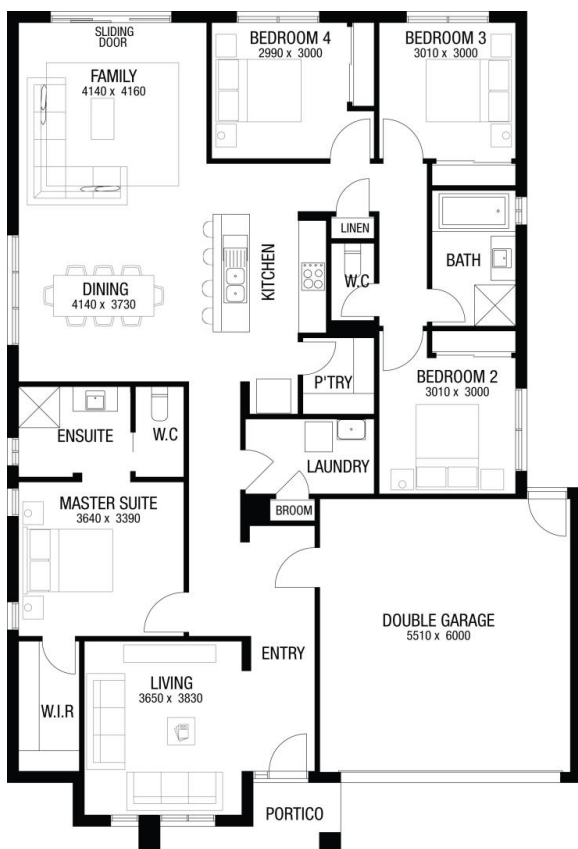 SLIDING
DOOR
FAMILY
4140 x 4160
BEDROOM 4
2990 x 3000
BEDROOM 3
3010 x 3000
LINEN
KITCHEN
W.C
BATH
DINING
4140 x 3730
P'TRY
BEDROOM 2
3010 x 3000
ENSUITE
W.C
LAUNDRY
MASTER SUITE
3640 x 3390
BROOM
DOUBLE GARAGE
5510 x 6000
ENTRY
LIVING
3650 x 3830
W.I.R
PORTICO